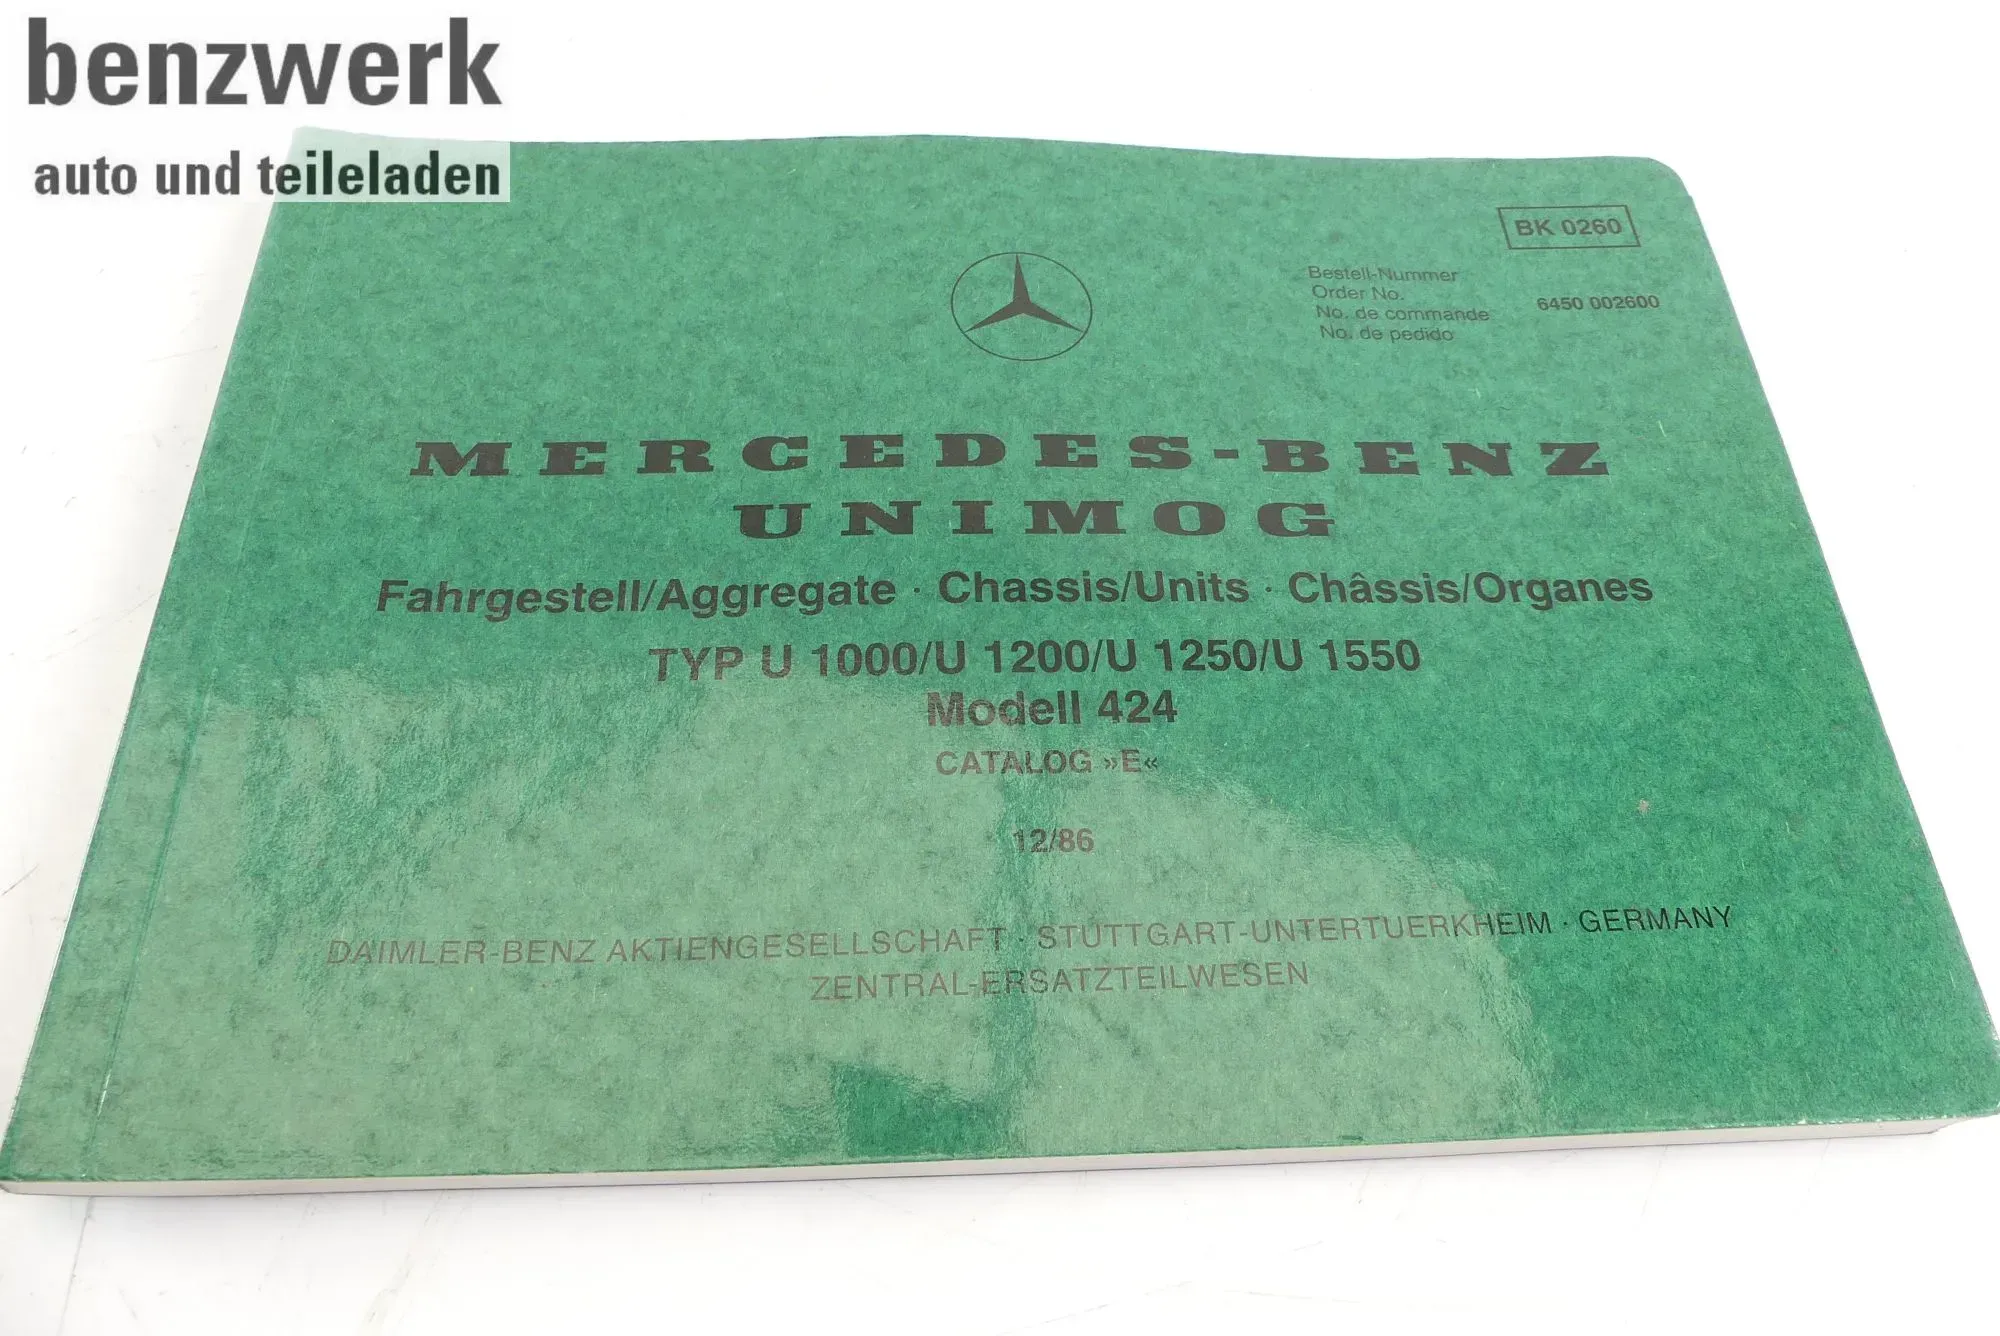 benzwerk
auto und teileladen
BK 0260
Bestell-Nummer
Order No.
No. de commande
No. de pedido
6450 002600
MERCEDES-BENZ
UNIMOG
Fahrgestell/Aggregate · Chassis/Units · Châssis/Organes
TYP U 1000/U 1200/U 1250/U 1550
Modell 424
CATALOG »E«
12/86
DAIMLER-BENZ AKTIENGESELLSCHAFT · STUTTGART-UNTERTUERKHEIM · GERMANY
ZENTRAL-ERSATZTEILWESEN